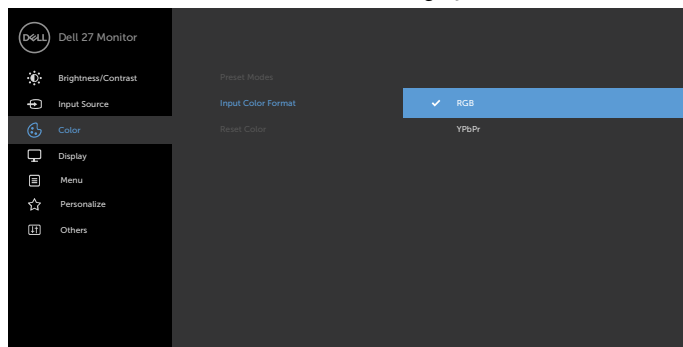 DELL Dell 27 Monitor
Brightness/Contrast Preset Modes
Input Source Input Color Format RGB
Color Reset Color YPbPr
Display
Menu
Personalize
Others